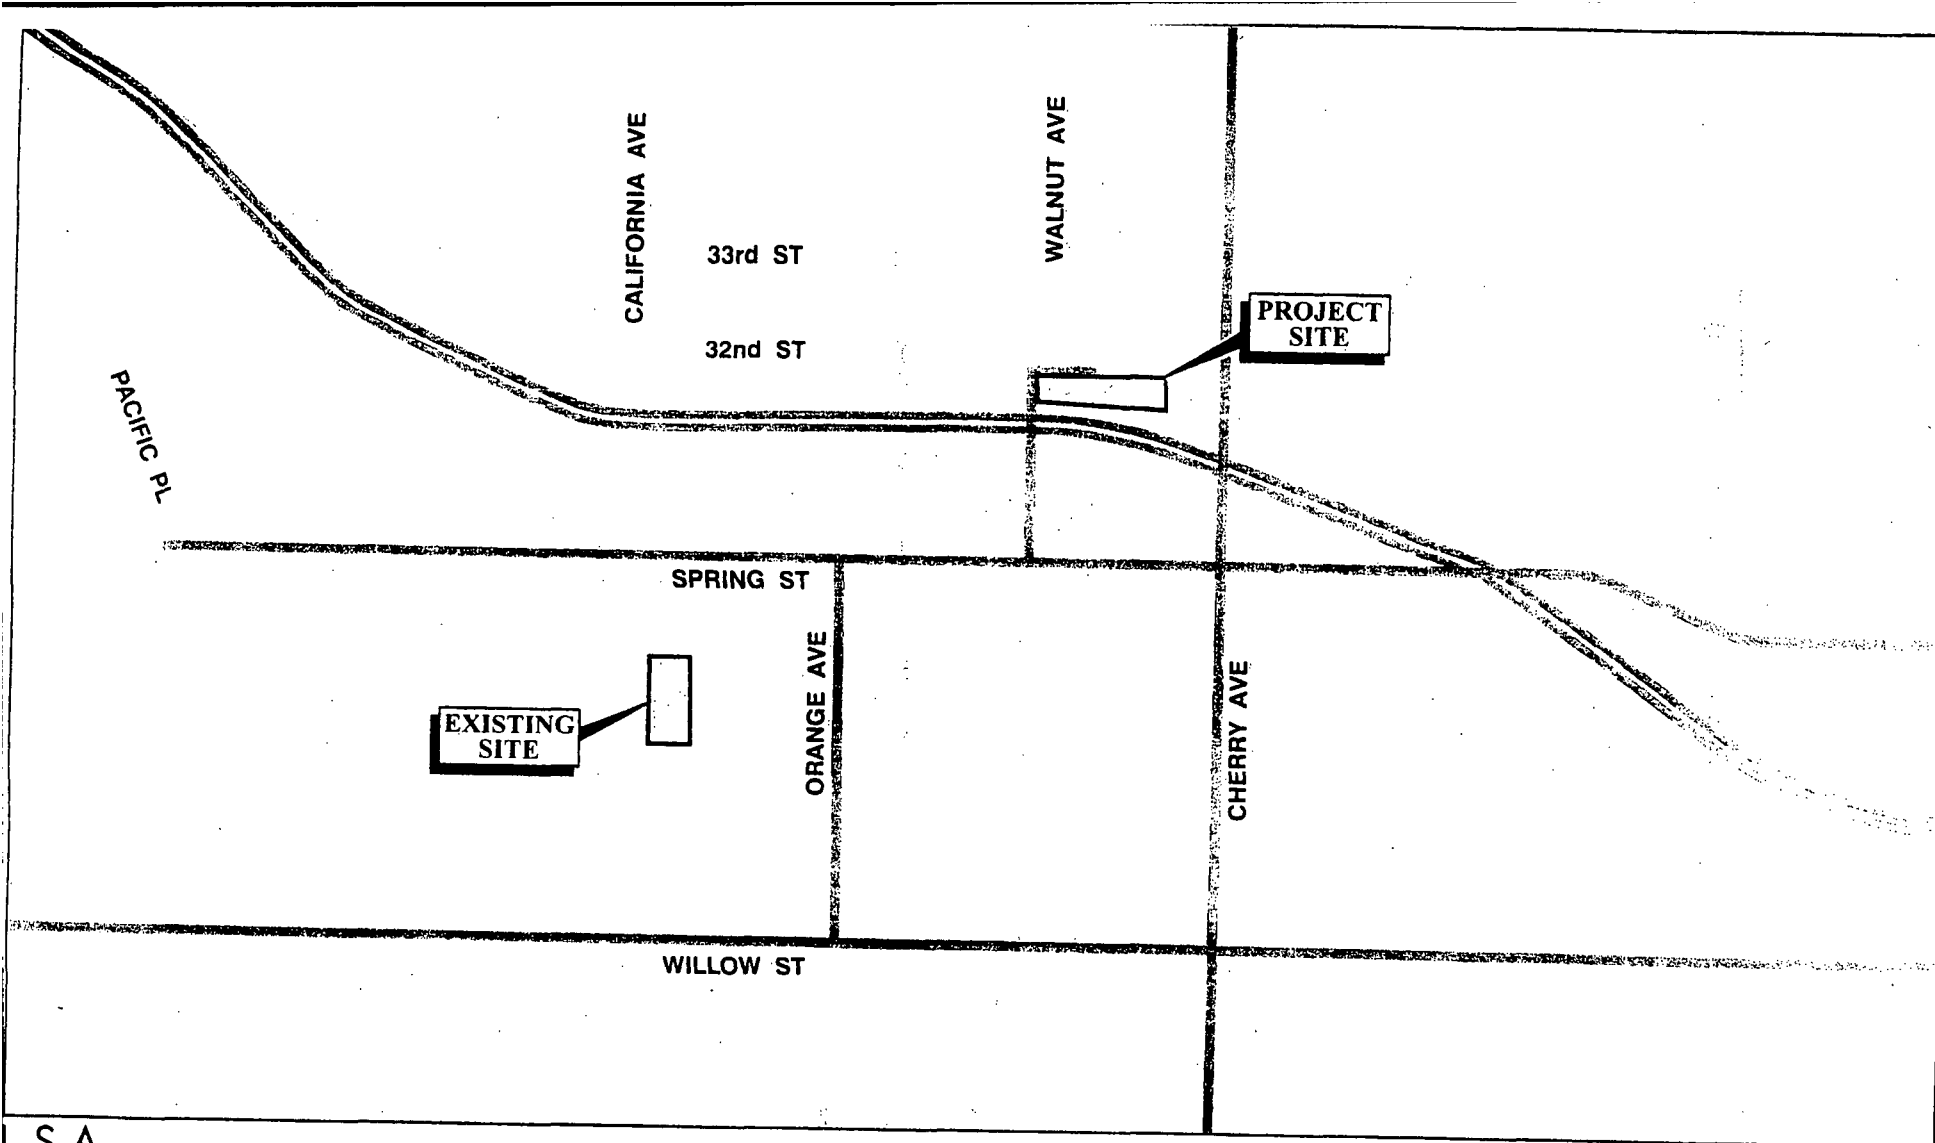 CALIFORNIA AVE
WALNUT AVE
33rd ST
32nd ST
PROJECT
SITE
PACIFIC PL
SPRING ST
ORANGE AVE
EXISTING
SITE
CHERRY AVE
WILLOW ST
S A